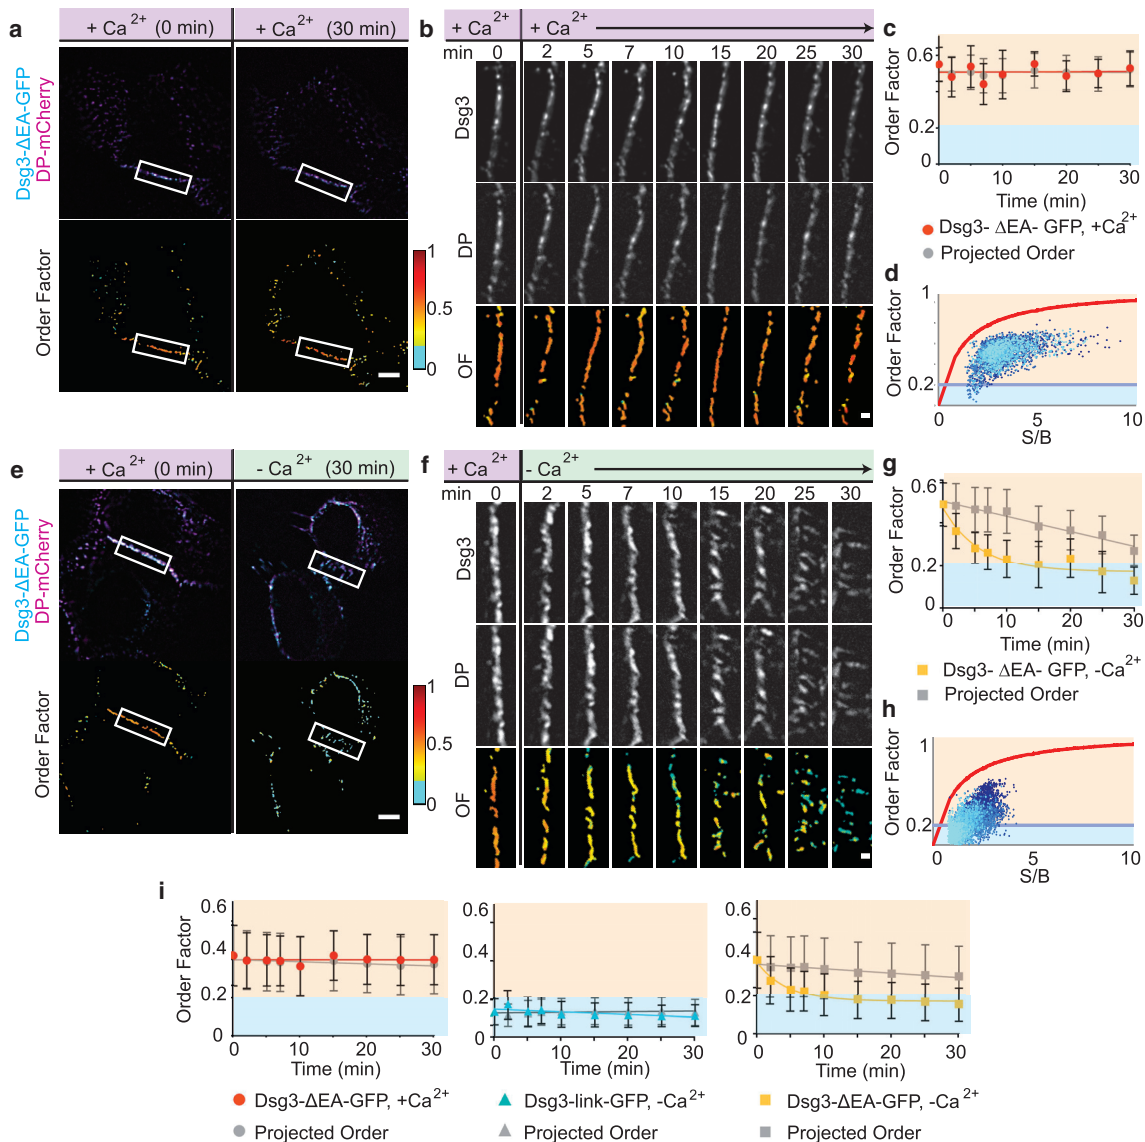 a
+ Ca2+ (0 min)
+ Ca2+ (30 min)
Dsg3-ΔEA-GFP
DP-mCherry
Order Factor
1
0.5
0
b
+ Ca2+
+ Ca2+
min 0 2 5 7 10 15 20 25 30
Dsg3
DP
OF
c
Order Factor
0.6
0.2
0
0 10 20 30
Time (min)
Dsg3- ΔEA- GFP, +Ca2+
Projected Order
d
Order Factor
1
0.2
0 5 10
S/B
e
+ Ca2+ (0 min)
- Ca2+ (30 min)
Dsg3-ΔEA-GFP
DP-mCherry
Order Factor
1
0.5
0
f
+ Ca2+
- Ca2+
min 0 2 5 7 10 15 20 25 30
Dsg3
DP
OF
g
Order Factor
0.6
0.2
0
0 10 20 30
Time (min)
Dsg3- ΔEA- GFP, -Ca2+
Projected Order
h
Order Factor
1
0.2
0 5 10
S/B
i
Order Factor
0.6
0.4
0.2
0
0 10 20 30
Time (min)
Dsg3-ΔEA-GFP, +Ca2+
Projected Order
0.6
0.4
0.2
0
0 10 20 30
Time (min)
Dsg3-link-GFP, -Ca2+
Projected Order
0.6
0.4
0.2
0
0 10 20 30
Time (min)
Dsg3-ΔEA-GFP, -Ca2+
Projected Order